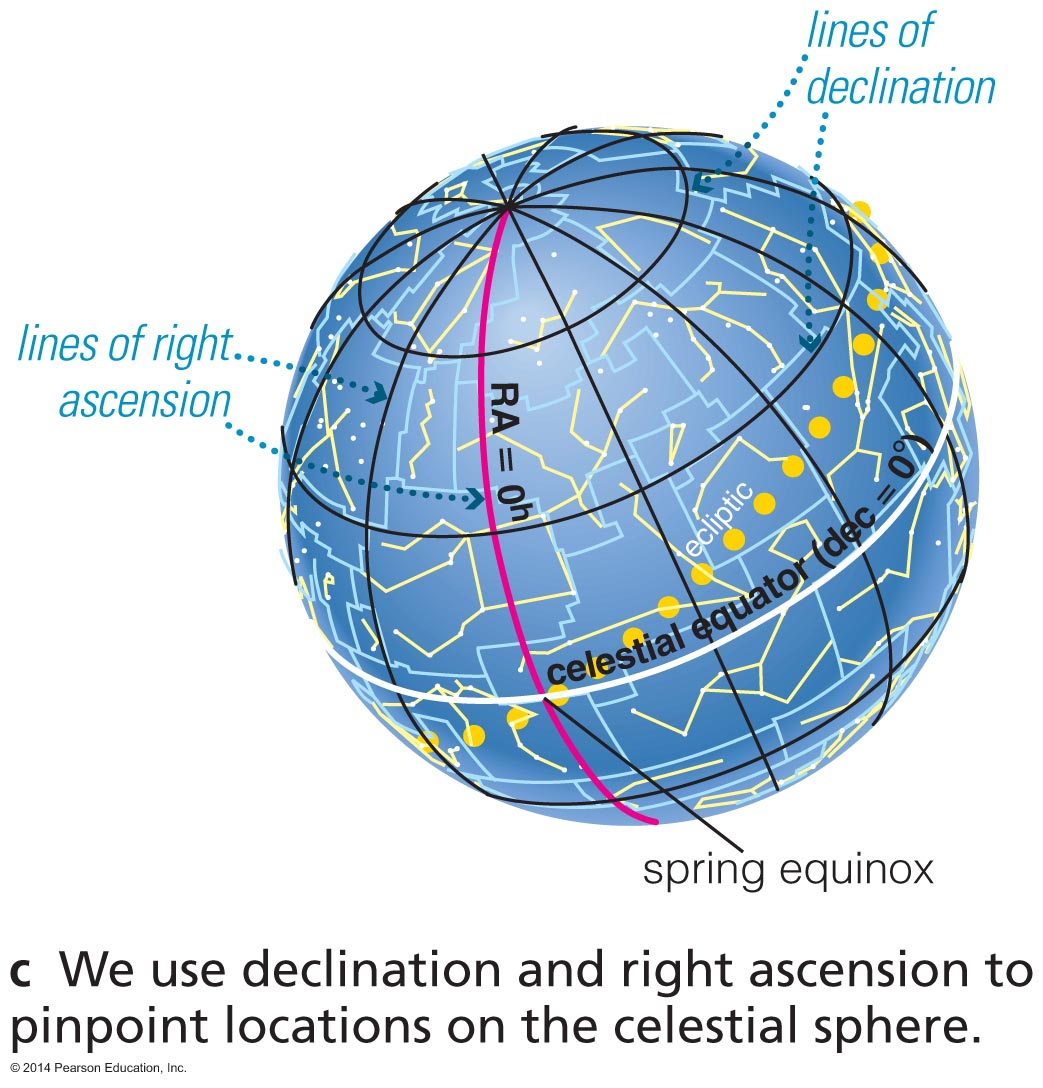 lines of
declination
lines of right
ascension
RA = 0h
ecliptic
celestial equator (dec = 0°)
spring equinox
c We use declination and right ascension to
pinpoint locations on the celestial sphere.
© 2014 Pearson Education, Inc.